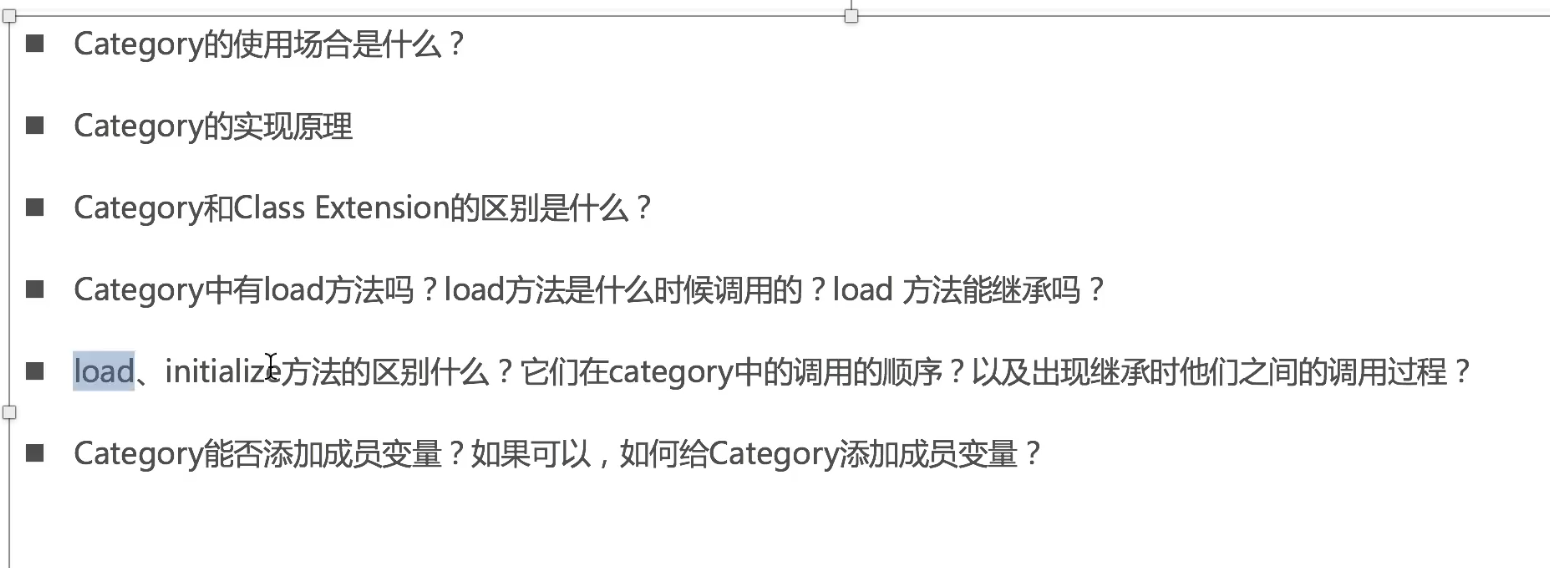 ■ Category的使用场合是什么？
■ Category的实现原理
■ Category和Class Extension的区别是什么？
■ Category中有load方法吗？load方法是什么时候调用的？load 方法能继承吗？
■ load、initialize方法的区别什么？它们在category中的调用的顺序？以及出现继承时他们之间的调用过程？
■ Category能否添加成员变量？如果可以，如何给Category添加成员变量？